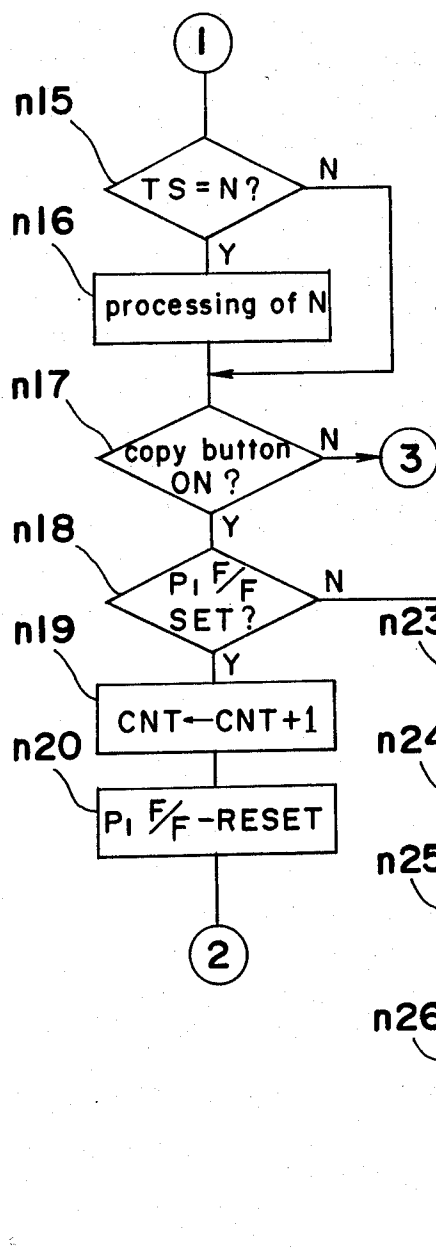 1
n15
TS=N?
N
n16
Y
processing of N
n17
copy button
ON ?
N
3
n18
Y
P1 F/F
SET?
N
n19
n23
Y
CNT←CNT+1
n20
n24
P1 F/F-RESET
n25
2
n26